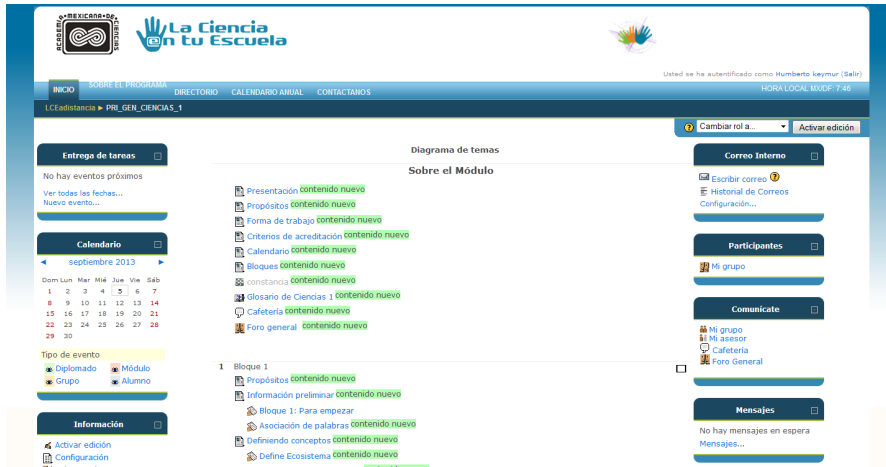 ACADEMIA•MEXICANA•DE•CIENCIAS
La Ciencia
en tu Escuela
Usted se ha autentificado como Humberto keymur (Salir)
INICIO SOBRE EL PROGRAMA DIRECTORIO CALENDARIO ANUAL CONTACTANOS HORA LOCAL MX/DF: 7:46
LCEadistancia ► PRI_GEN_CIENCIAS_1
Cambiar rol a... Activar edición
Entrega de tareas
No hay eventos próximos
Ver todas las fechas...
Nuevo evento...
Calendario
◄ septiembre 2013 ►
Dom Lun Mar Mié Jue Vie Sáb
1 2 3 4 5 6 7
8 9 10 11 12 13 14
15 16 17 18 19 20 21
22 23 24 25 26 27 28
29 30
Tipo de evento
Diplomado Módulo
Grupo Alumno
Información
Activar edición
Configuración
Diagrama de temas
Sobre el Módulo
Presentación contenido nuevo
Propósitos contenido nuevo
Forma de trabajo contenido nuevo
Criterios de acreditación contenido nuevo
Calendario contenido nuevo
Bloques contenido nuevo
constancia contenido nuevo
Glosario de Ciencias 1 contenido nuevo
Cafetería contenido nuevo
Foro general contenido nuevo
1 Bloque 1
Propósitos contenido nuevo
Información preliminar contenido nuevo
Bloque 1: Para empezar
Asociación de palabras contenido nuevo
Definiendo conceptos contenido nuevo
Define Ecosistema contenido nuevo
Correo Interno
Escribir correo
Historial de Correos
Configuración...
Participantes
Mi grupo
Comunícate
Mi grupo
Mi asesor
Cafetería
Foro General
Mensajes
No hay mensajes en espera
Mensajes...